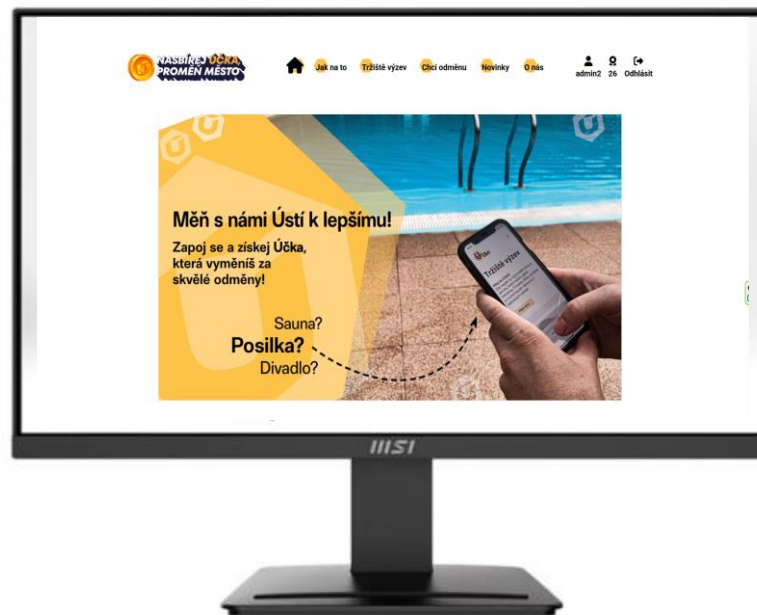 NASBÍREJ ÚČKA
PROMĚŇ MĚSTO
Jak na to
Tržiště výzev
Chci odměnu
Novinky
O nás
admin2
26
Odhlásit
Měň s námi Ústí k lepšímu!
Zapoj se a získej Účka,
která vyměníš za
skvělé odměny!
Sauna?
Posilka?
Divadlo?
Tržiště výzev
msi